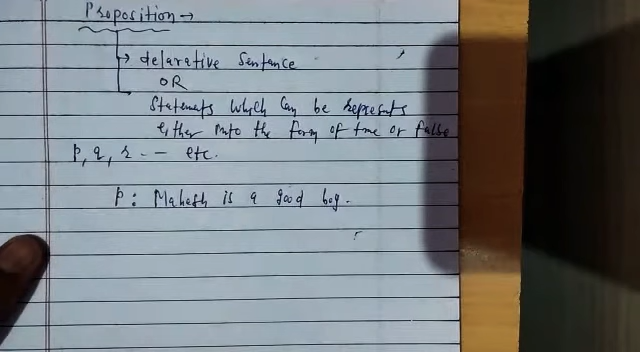 Proposition →
→ delarative Sentence
OR
Statements which can be represents
either into the form of true or false
p, q, r -- — etc.
P : Mahesh is a good boy.